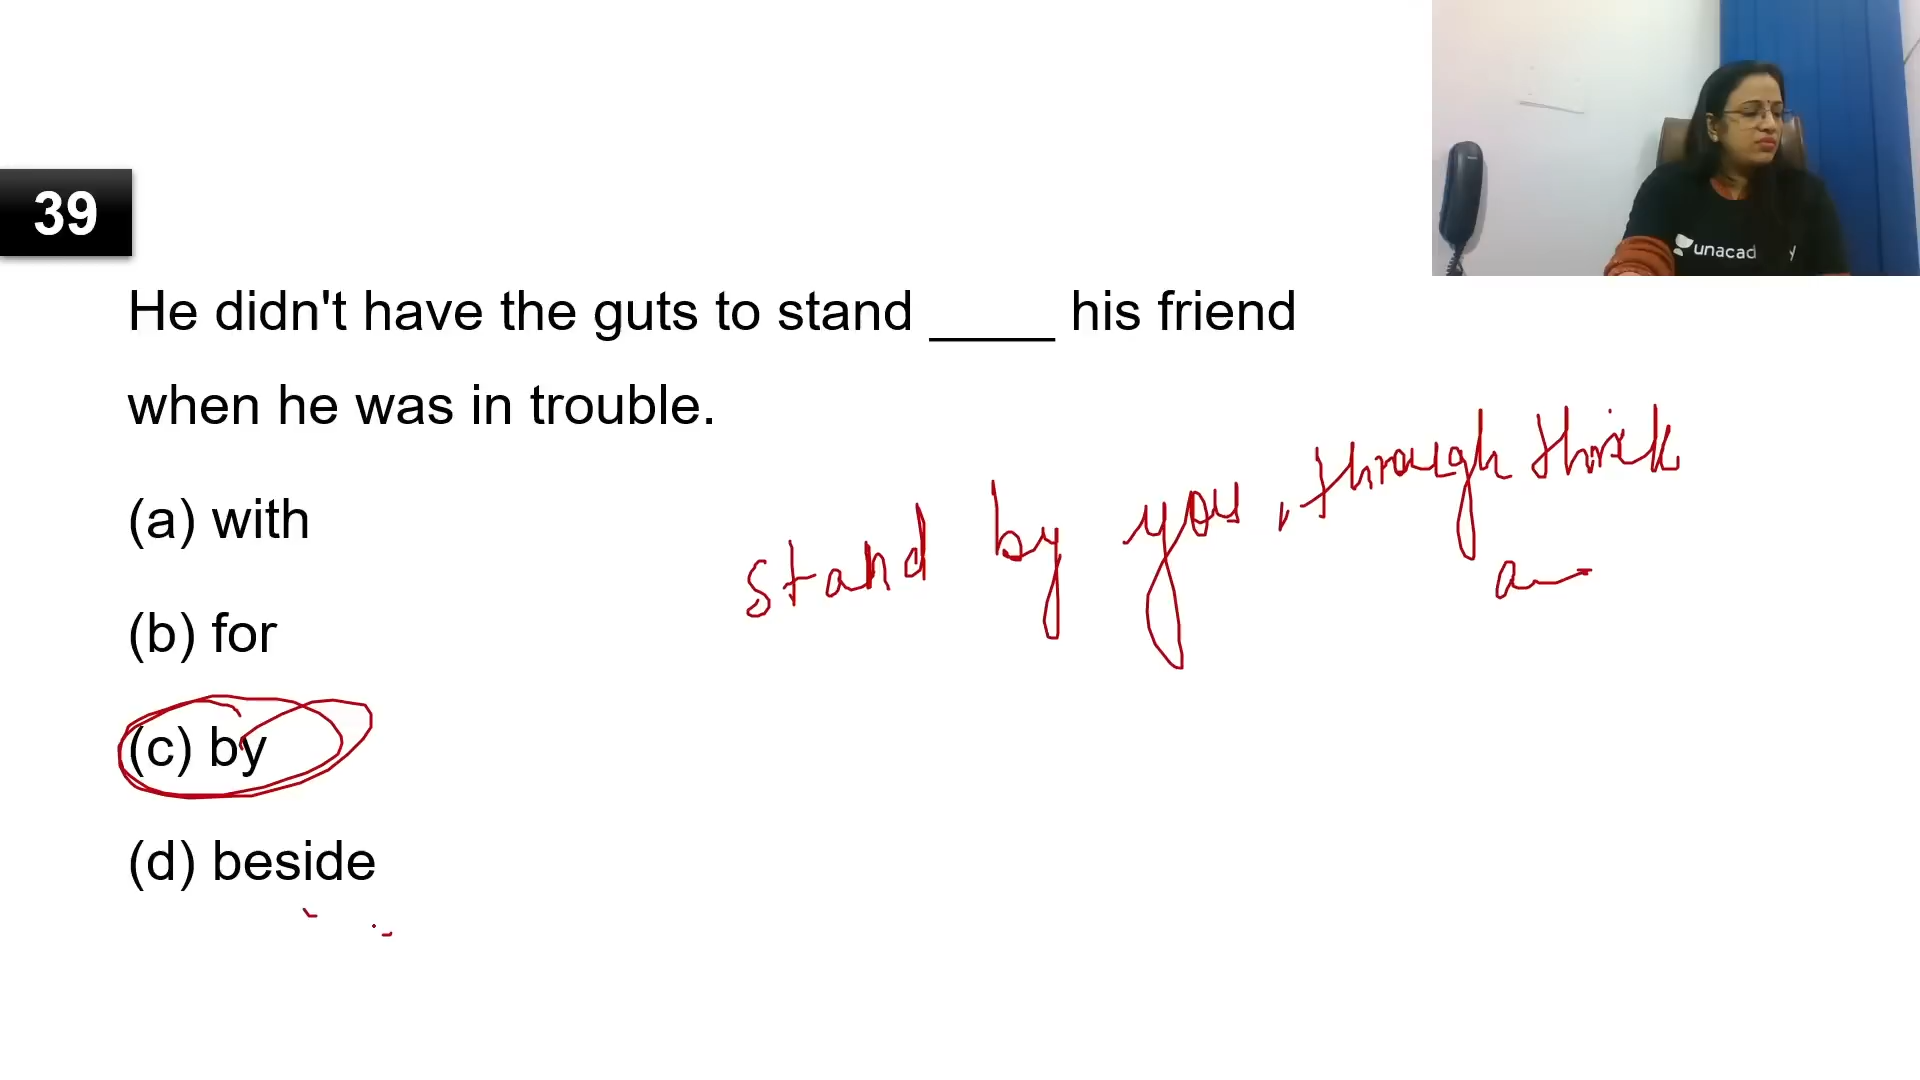 39
He didn't have the guts to stand ____ his friend
when he was in trouble.
(a) with
(b) for
(c) by
(d) beside
stand by you, through thick
a
unacad y